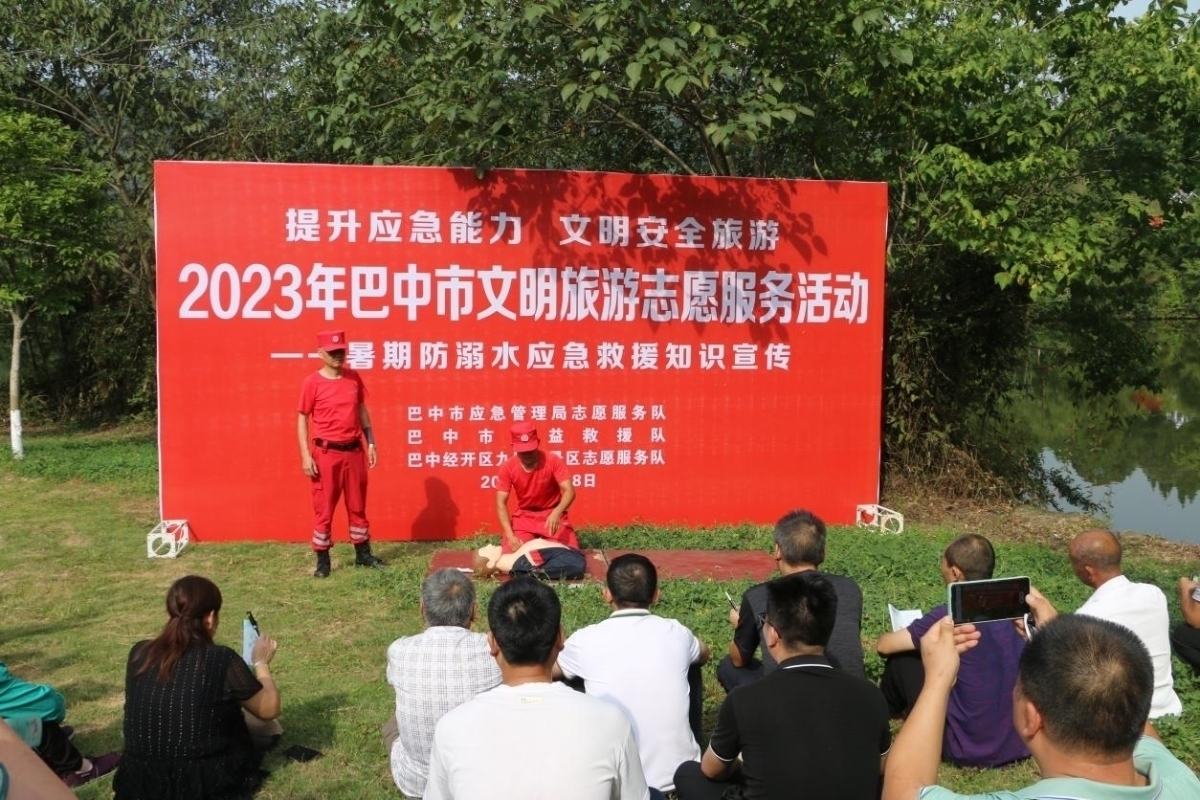 提升应急能力 文明安全旅游
2023年巴中市文明旅游志愿服务活动
——暑期防溺水应急救援知识宣传
巴中市应急管理局志愿服务队
巴中市 益救援队
巴中经开区九 区志愿服务队
20 8日